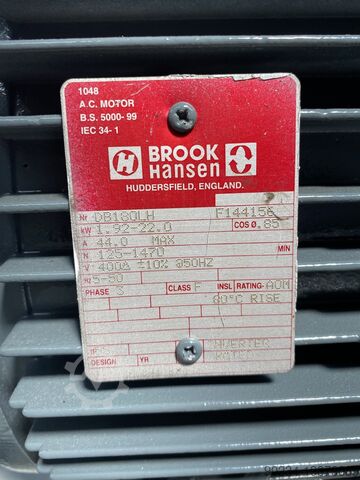 1048
A.C. MOTOR
B.S. 5000-99
IEC 34-1
BROOK
Hansen
HUDDERSFIELD, ENGLAND.
Nr DB180LH F144156
kW 1.92-22.0 COS Ø .85
A 44.0 MAX
N 125-1470 MIN
V 400Δ ±10% @50HZ
Hz 5-50
PHASE 3 CLASS F INSL RATING-AOM
80°C RISE
INVERTER
DESIGN YR RATED